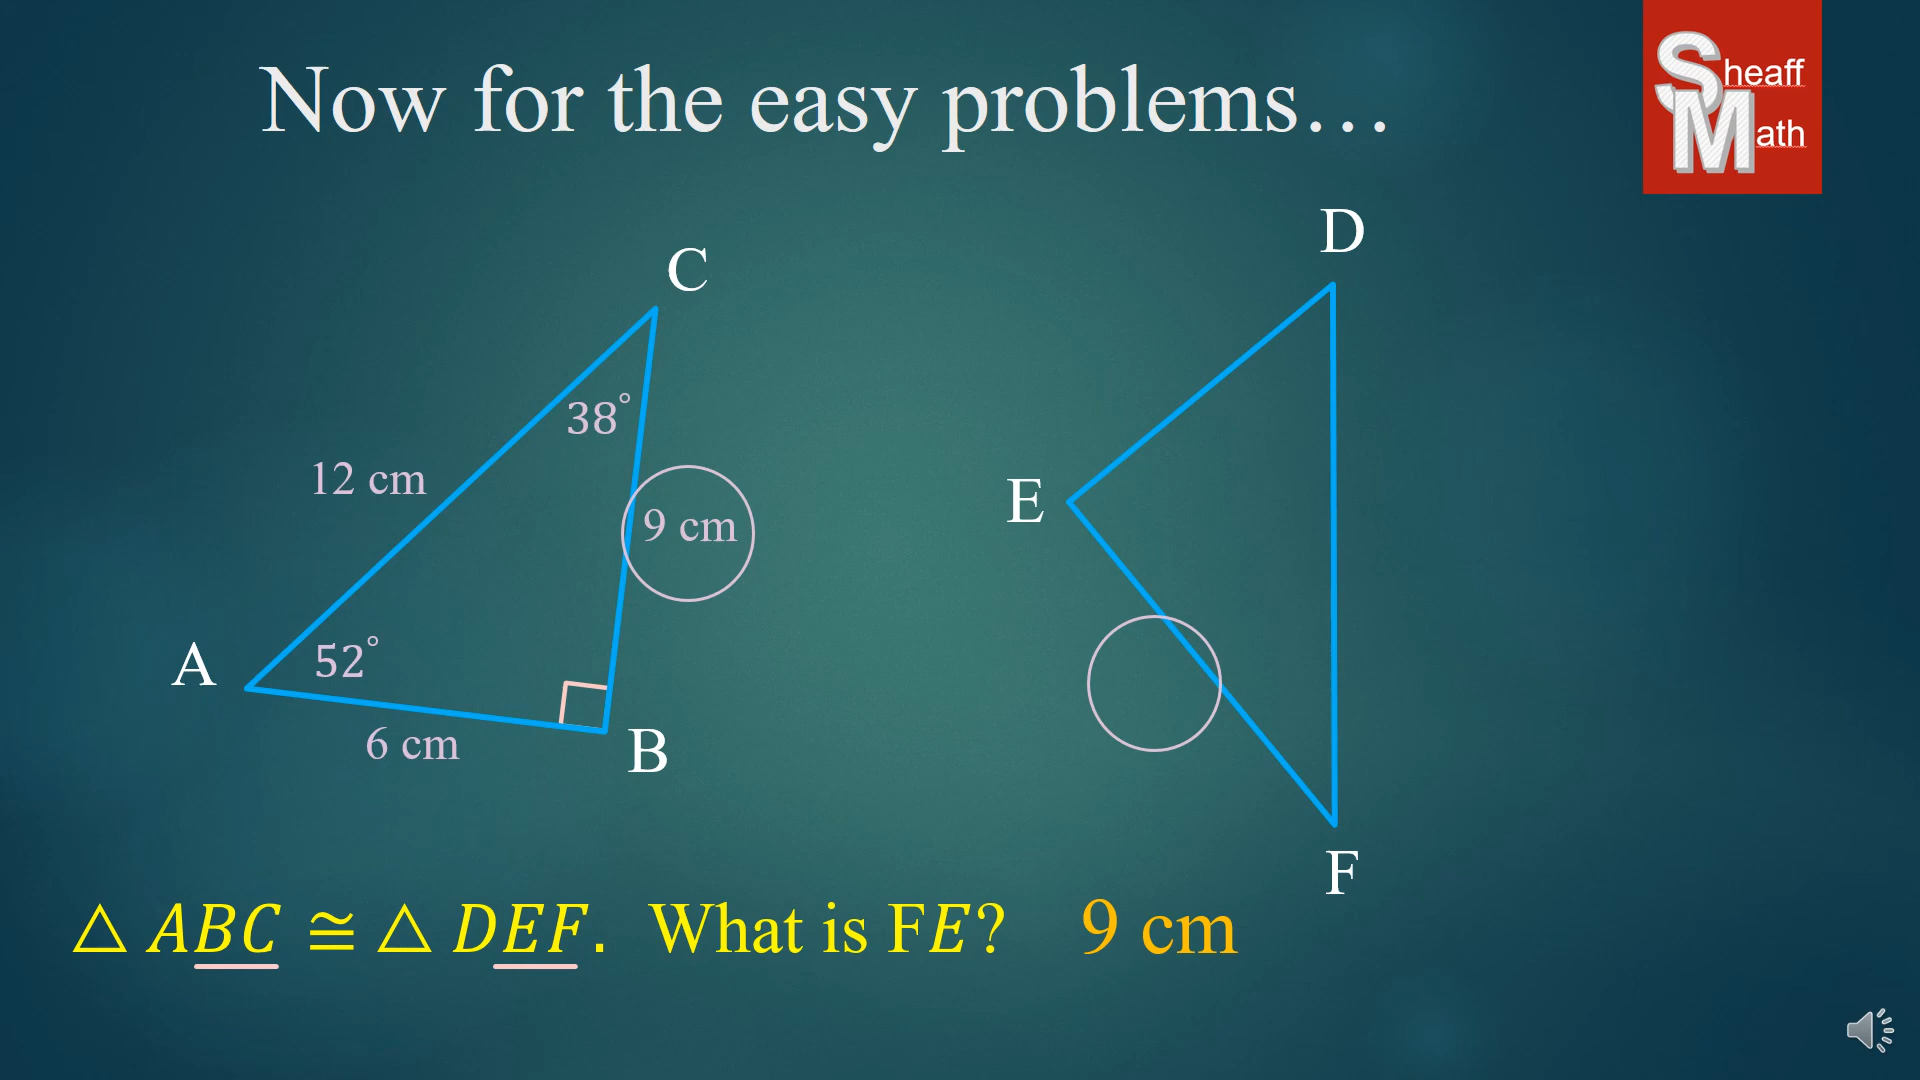 Now for the easy problems…
Sheaff
Math
D
C
38°
12 cm
9 cm
E
52°
A
6 cm
B
F
△ ABC ≅ △ DEF. What is FE? 9 cm